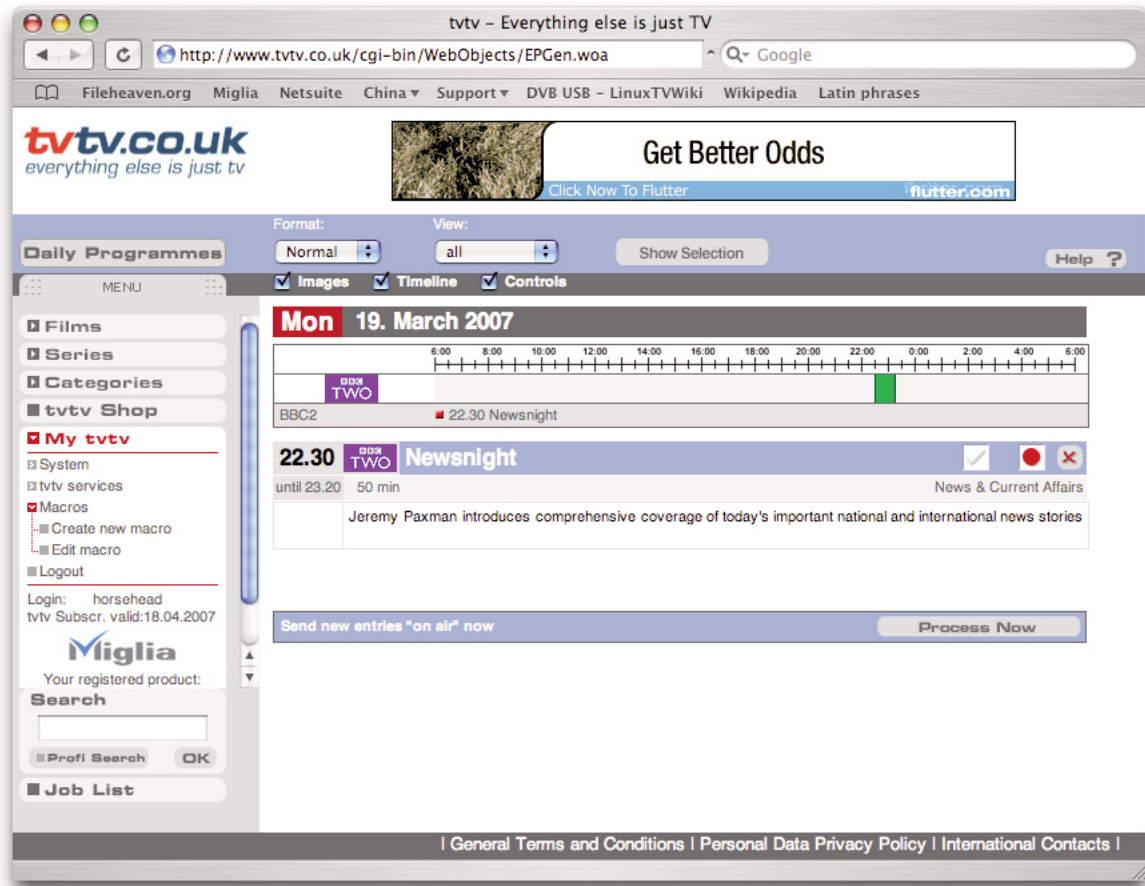 tvtv – Everything else is just TV
http://www.tvtv.co.uk/cgi-bin/WebObjects/EPGen.woa
Google
Fileheaven.org Miglia Netsuite China Support DVB USB – LinuxTVWiki Wikipedia Latin phrases
tvtv.co.uk
everything else is just tv
Get Better Odds
Click Now To Flutter flutter.com
Format: View:
Daily Programmes Normal all Show Selection Help ?
MENU Images Timeline Controls
Films
Series
Categories
tvtv Shop
My tvtv
System
tvtv services
Macros
Create new macro
Edit macro
Logout
Login: horsehead
tvtv Subscr. valid:18.04.2007
Miglia
Your registered product:
Search
Profi Search OK
Job List
Mon 19. March 2007
6:00 8:00 10:00 12:00 14:00 16:00 18:00 20:00 22:00 0:00 2:00 4:00 6:00
BBC
TWO
BBC2 22.30 Newsnight
22.30 BBC TWO Newsnight
until 23.20 50 min News & Current Affairs
Jeremy Paxman introduces comprehensive coverage of today's important national and international news stories
Send new entries "on air" now Process Now
| General Terms and Conditions | Personal Data Privacy Policy | International Contacts |